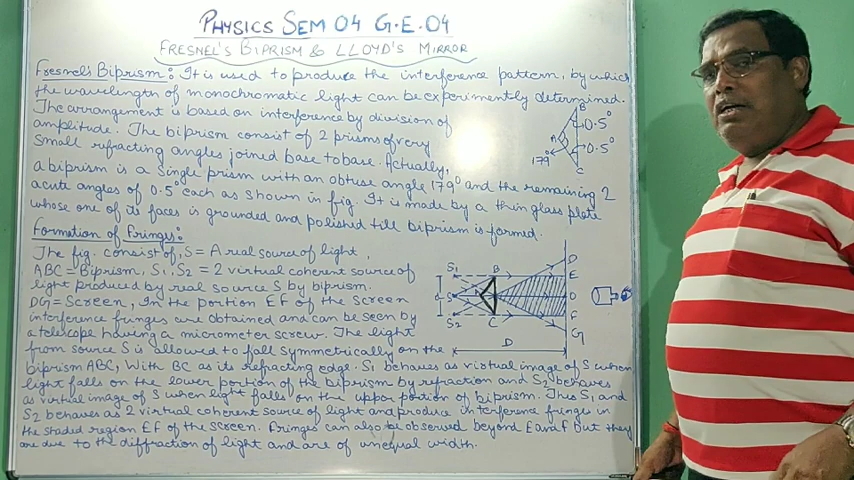 PHYSICS SEM 04 G.E.04
FRESNEL'S BIPRISM & LLOYD'S MIRROR
Fresnel's Biprism: It is used to produce the interference pattern, by which
the wavelength of monochromatic light can be experimently determined.
The arrangement is based on interference by division of
amplitude. The biprism consist of 2 prisms of very
small refracting angles joined base to base. Actually,
a biprism is a single prism with an obtuse angle 179° and the remaining 2
acute angles of 0.5° each as shown in fig. It is made by a thin glass plate
whose one of its faces is grounded and polished till biprism is formed.
B
0.5°
A
0.5°
179°
C
Formation of Fringes:
The fig. consist of, S = A real source of light,
ABC = Biprism, S1, S2 = 2 virtual coherent source of
light produced by real source S by biprism.
DG = Screen, In the portion EF of the screen
interference fringes are obtained and can be seen by
a telescope having a micrometer screw. The light
from source S is allowed to fall symmetrically on the
biprism ABC, with BC as its refracting edge. S1 behaves as virtual image of S when
light falls on the lower portion of the biprism by refraction and S2 behaves
as virtual image of S when light falls on the upper portion of biprism. Thus S1 and
S2 behaves as 2 virtual coherent source of light and produce interference fringes in
the shaded region EF of the screen. Fringes can also be observed beyond E and F but they
are due to the diffraction of light and are of unequal width.
S1
B
D
E
S
O
S2
C
F
G
D